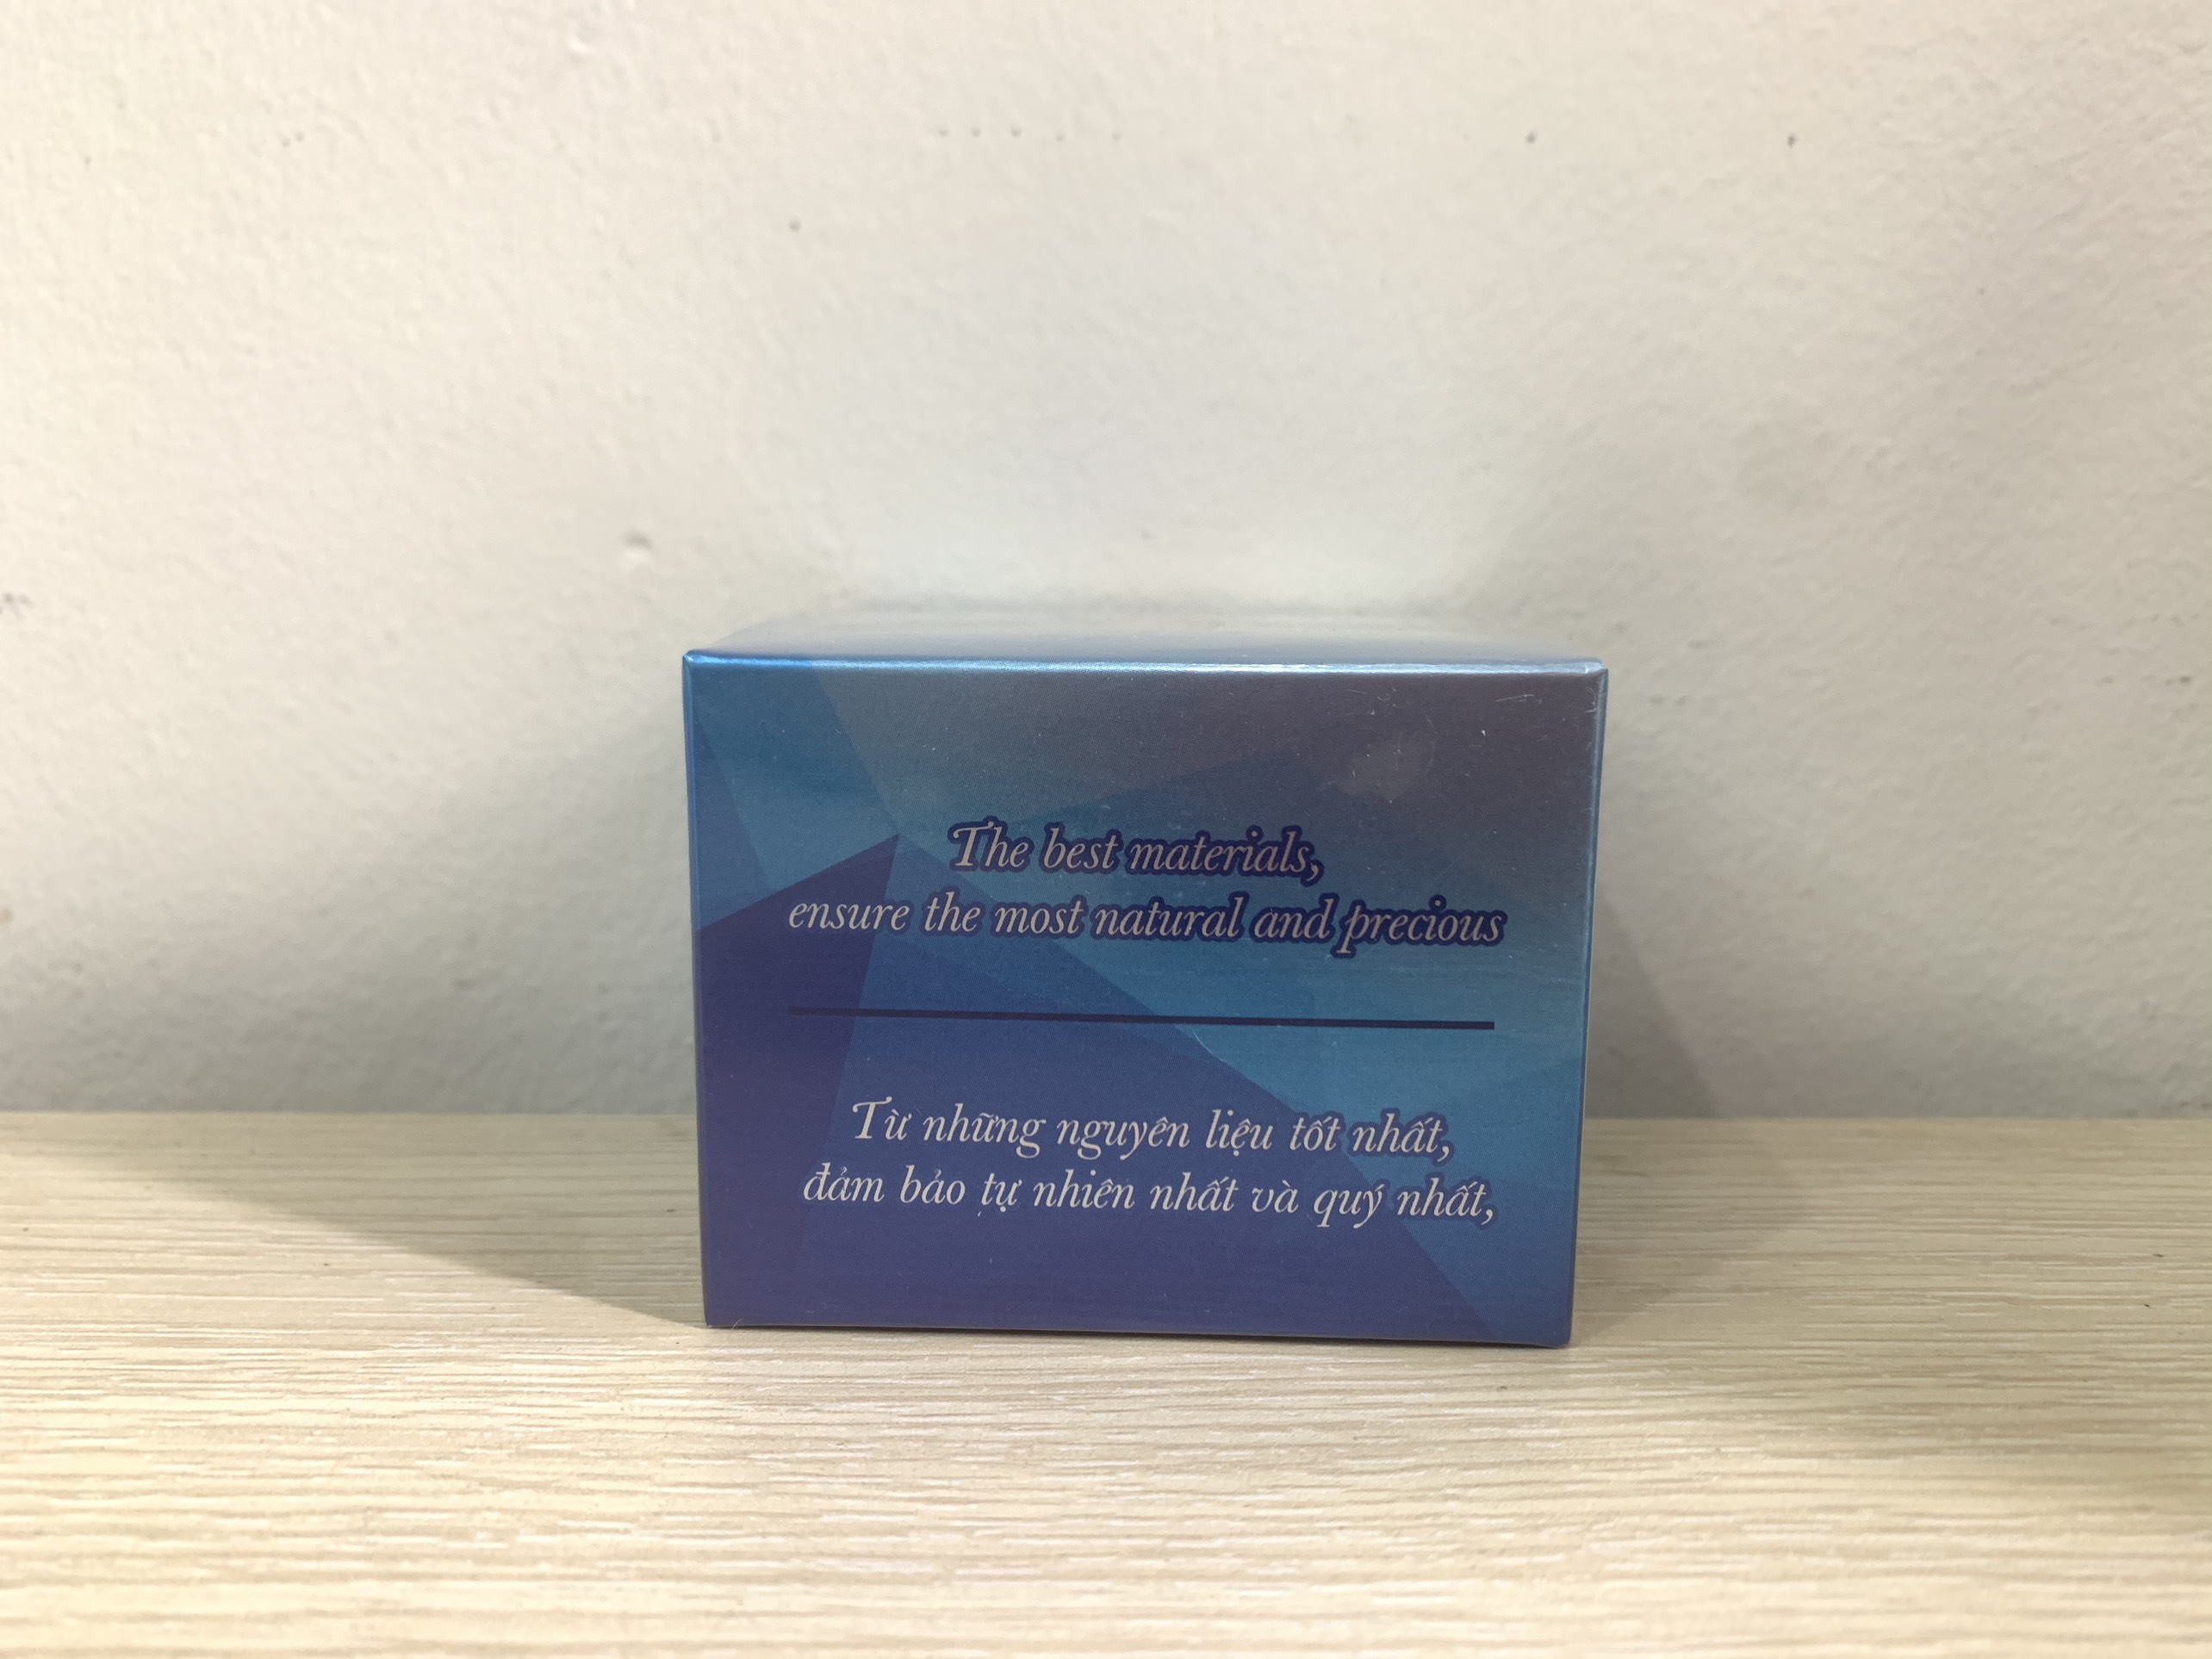 The best materials,
ensure the most natural and precious
Từ những nguyên liệu tốt nhất,
đảm bảo tự nhiên nhất và quý nhất,